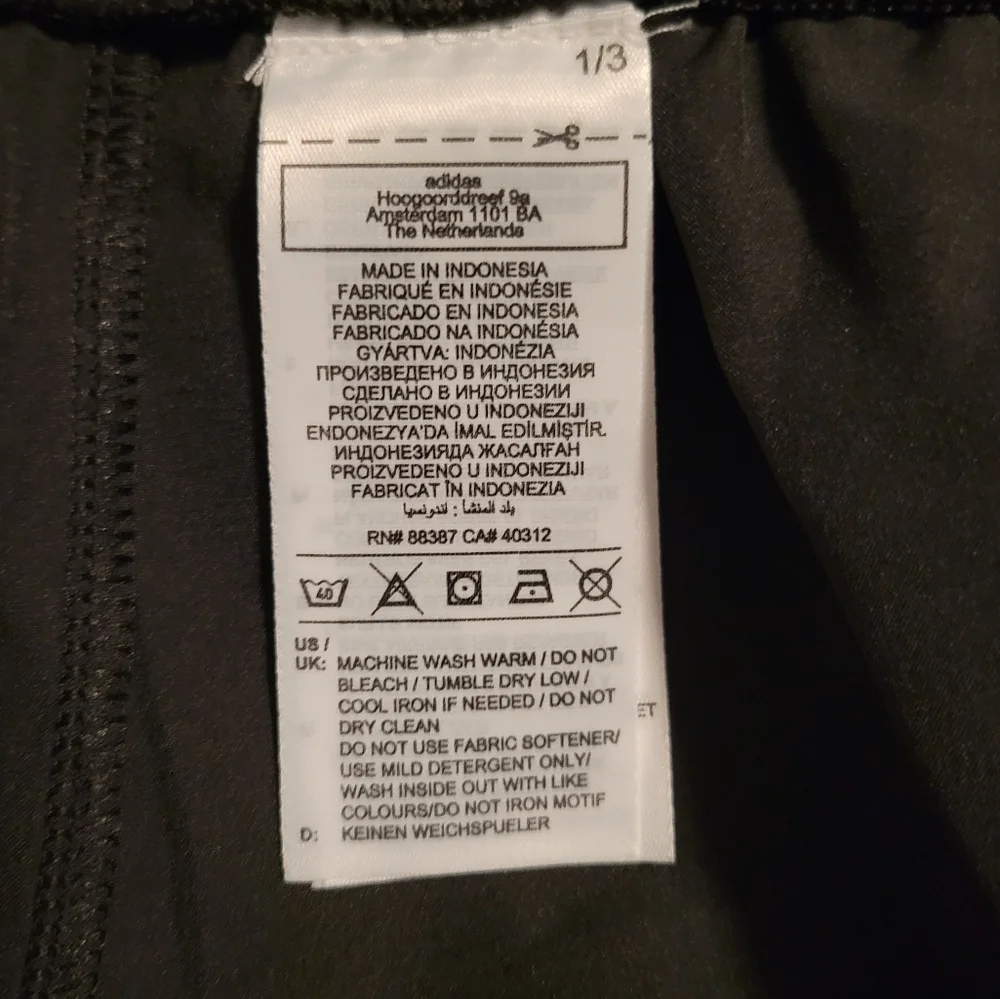 1/3
adidas
Hoogoorddreef 9a
Amsterdam 1101 BA
The Netherlands
MADE IN INDONESIA
FABRIQUÉ EN INDONÉSIE
FABRICADO EN INDONESIA
FABRICADO NA INDONÉSIA
GYÁRTVA: INDONÉZIA
ПРОИЗВЕДЕНО В ИНДОНЕЗИЯ
СДЕЛАНО В ИНДОНЕЗИИ
PROIZVEDENO U INDONEZIJI
ENDONEZYA'DA İMAL EDİLMİŞTİR.
ИНДОНЕЗИЯДА ЖАСАЛҒАН
PROIZVEDENO U INDONEZIJI
FABRICAT ÎN INDONEZIA
بلد المنشأ : اندونسيا
RN# 88387 CA# 40312
40
US /
UK: MACHINE WASH WARM / DO NOT
BLEACH / TUMBLE DRY LOW /
COOL IRON IF NEEDED / DO NOT
DRY CLEAN
DO NOT USE FABRIC SOFTENER/
USE MILD DETERGENT ONLY/
WASH INSIDE OUT WITH LIKE
COLOURS/DO NOT IRON MOTIF
D: KEINEN WEICHSPUELER
ET